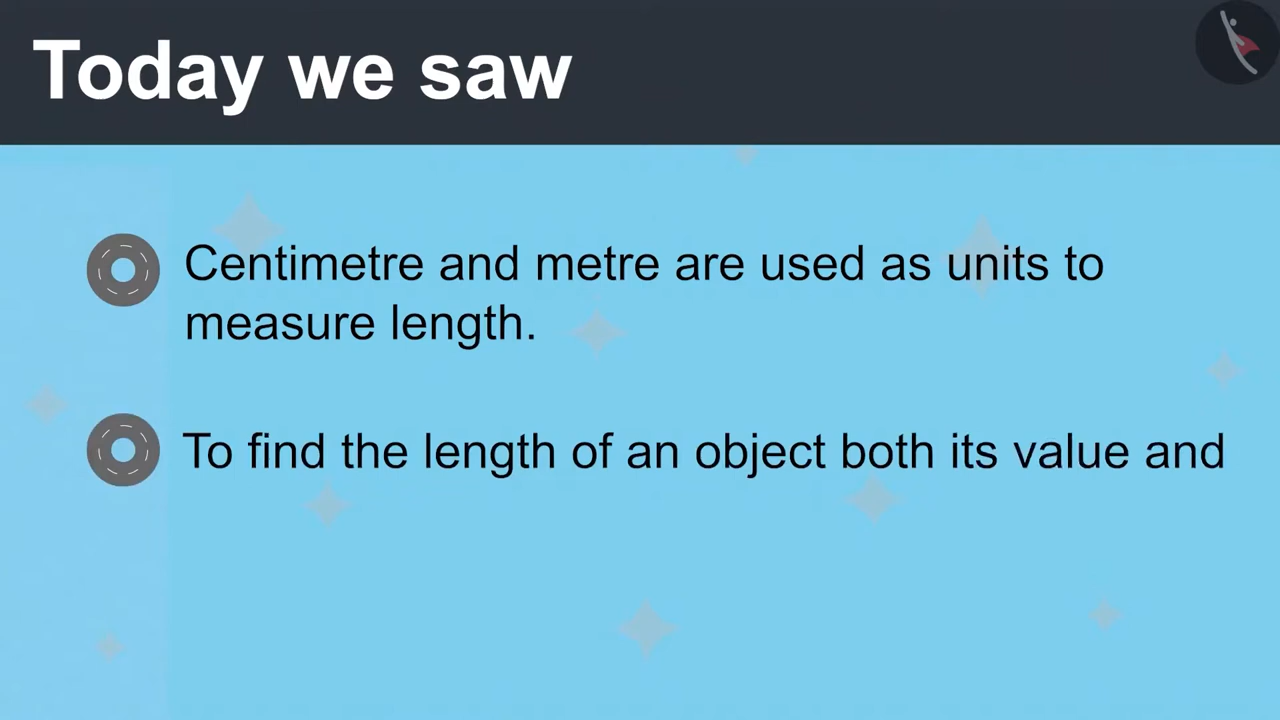 Today we saw
Centimetre and metre are used as units to
measure length.
To find the length of an object both its value and